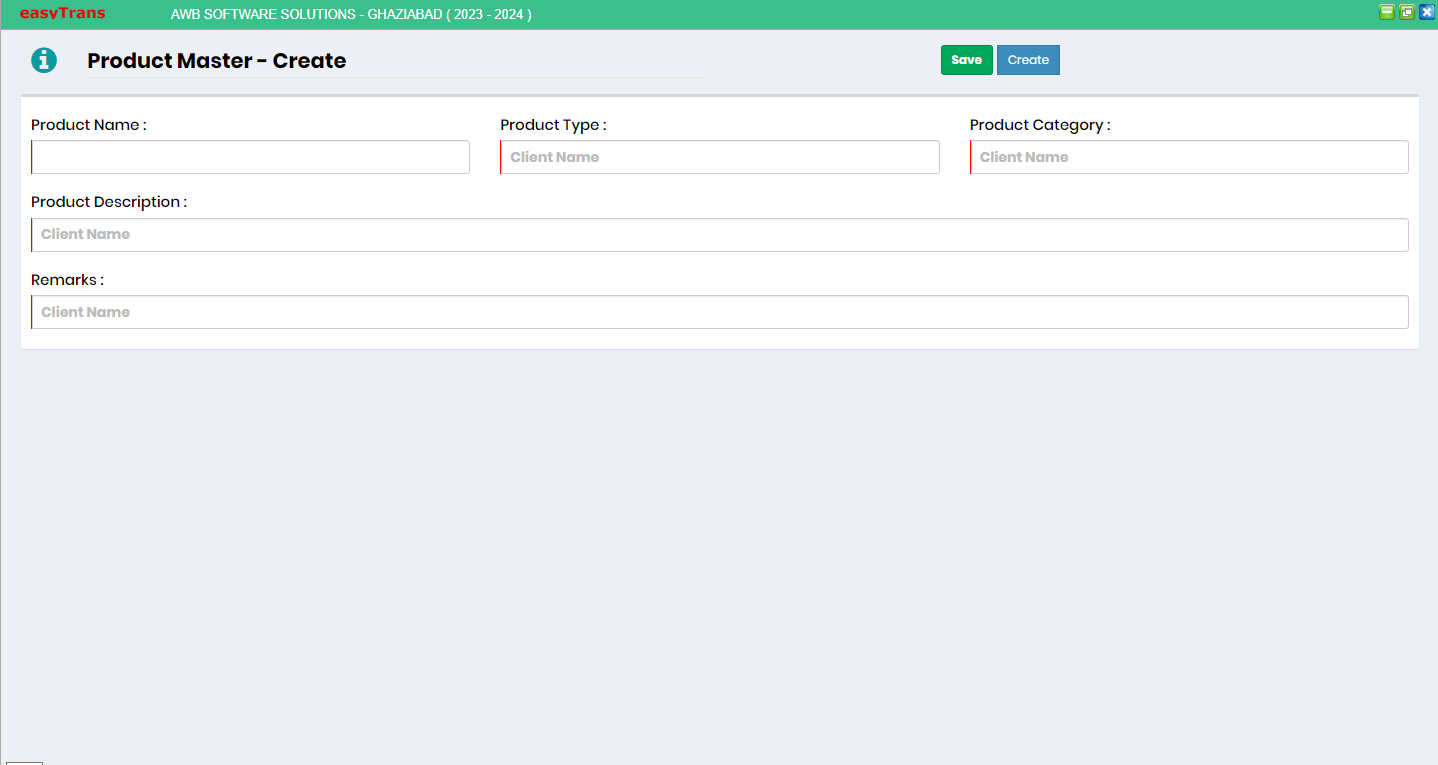 easyTrans AWB SOFTWARE SOLUTIONS - GHAZIABAD ( 2023 - 2024 )
Product Master - Create Save Create
Product Name : Product Type : Product Category :
Client Name Client Name
Product Description :
Client Name
Remarks :
Client Name